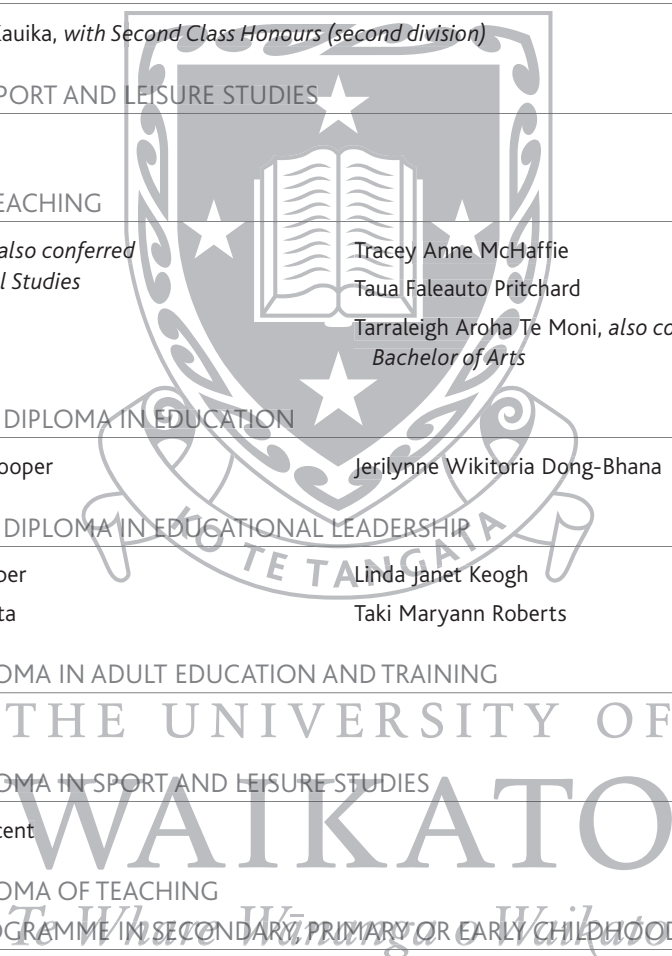 Kauika, with Second Class Honours (second division)
PORT AND LEISURE STUDIES
EACHING
also conferred
l Studies
Tracey Anne McHaffie
Taua Faleauto Pritchard
Tarraleigh Aroha Te Moni, also co
Bachelor of Arts
DIPLOMA IN EDUCATION
ooper
Jerilynne Wikitoria Dong-Bhana
DIPLOMA IN EDUCATIONAL LEADERSHIP
KO TE TANGATA
per
Linda Janet Keogh
ta
Taki Maryann Roberts
OMA IN ADULT EDUCATION AND TRAINING
THE UNIVERSITY OF
OMA IN SPORT AND LEISURE STUDIES
WAIKATO
cent
OMA OF TEACHING
Te Whare Wānanga o Waikato
OGRAMME IN SECONDARY, PRIMARY OR EARLY CHILDHOOD